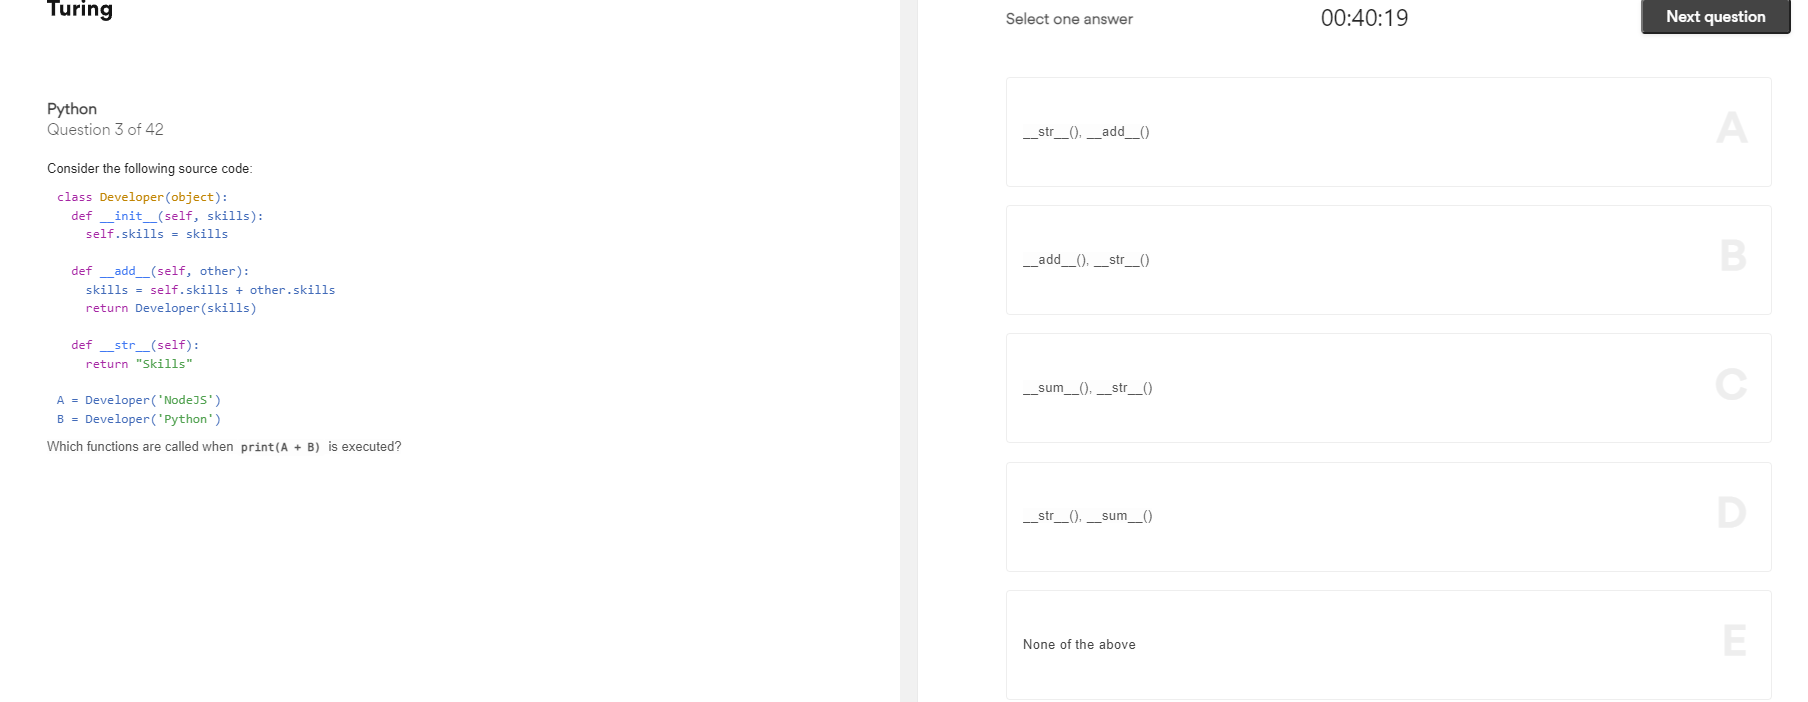 Turing
Python
Question 3 of 42
Consider the following source code:
class Developer(object):
  def __init__(self, skills):
    self.skills = skills

  def __add__(self, other):
    skills = self.skills + other.skills
    return Developer(skills)

  def __str__(self):
    return "Skills"

A = Developer('NodeJS')
B = Developer('Python')
Which functions are called when print(A + B) is executed?
Select one answer
00:40:19
Next question
__str__(), __add__()
A
__add__(), __str__()
B
__sum__(), __str__()
C
__str__(), __sum__()
D
None of the above
E